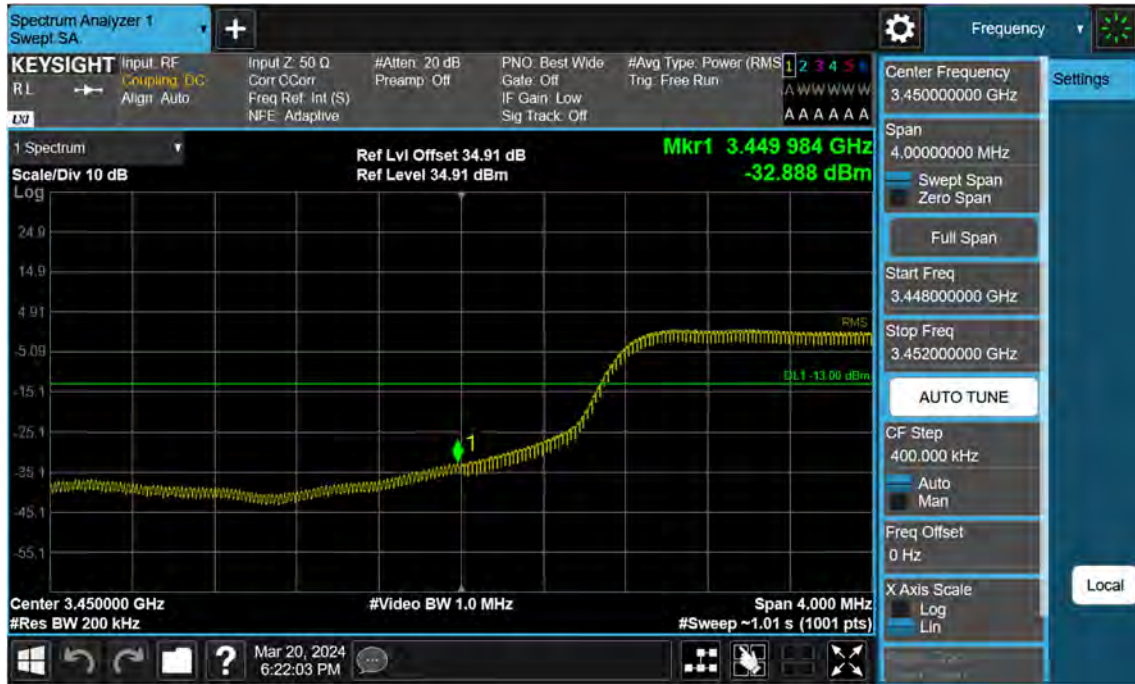 Spectrum Analyzer 1
Swept SA
Frequency
KEYSIGHT
RL
LXI
Input: RF
Coupling: DC
Align: Auto
Input Z: 50 Ω
Corr CCorr
Freq Ref: Int (S)
NFE: Adaptive
#Atten: 20 dB
Preamp: Off
PNO: Best Wide
Gate: Off
IF Gain: Low
Sig Track: Off
#Avg Type: Power (RMS
Trig: Free Run
1 2 3 4 5 6
A W W W W W
A A A A A A
1 Spectrum
Scale/Div 10 dB
Ref Lvl Offset 34.91 dB
Ref Level 34.91 dBm
Mkr1 3.449 984 GHz
-32.888 dBm
Log
24.9
14.9
4.91
-5.09
-15.1
-25.1
-35.1
-45.1
-55.1
RMS
DL1 -13.00 dBm
1
Center 3.450000 GHz
#Res BW 200 kHz
#Video BW 1.0 MHz
Span 4.000 MHz
#Sweep ~1.01 s (1001 pts)
Mar 20, 2024
6:22:03 PM
Center Frequency
3.450000000 GHz
Span
4.00000000 MHz
Swept Span
Zero Span
Full Span
Start Freq
3.448000000 GHz
Stop Freq
3.452000000 GHz
AUTO TUNE
CF Step
400.000 kHz
Auto
Man
Freq Offset
0 Hz
X Axis Scale
Log
Lin
Settings
Local